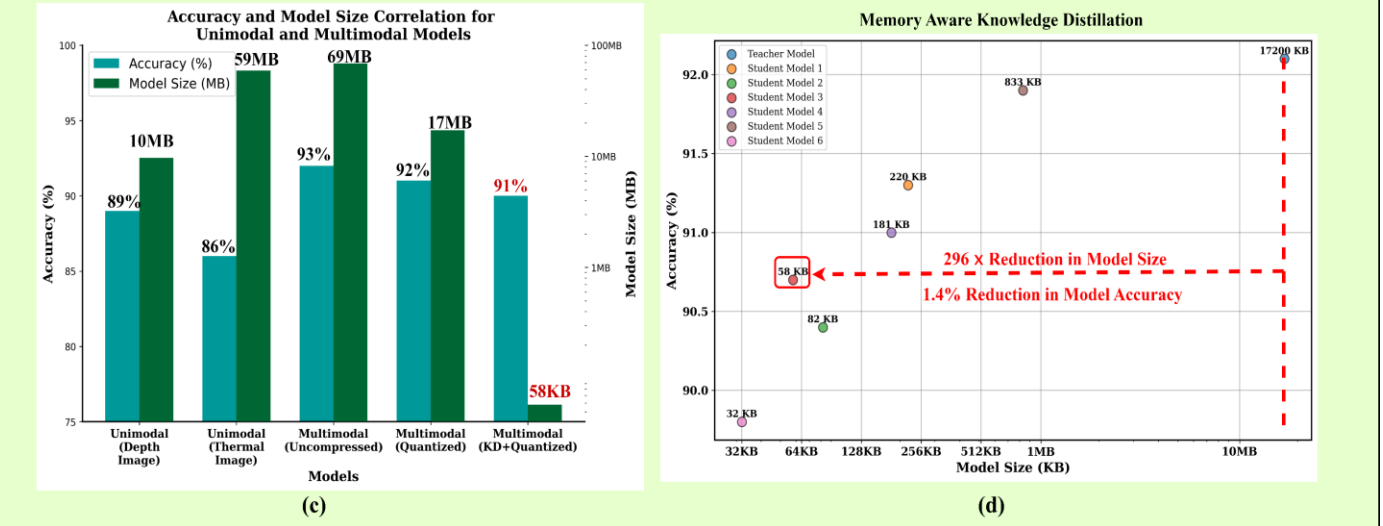 Accuracy and Model Size Correlation for
Unimodal and Multimodal Models
100
95
90
85
80
75
Accuracy (%)
Accuracy (%)
Model Size (MB)
10MB
59MB
69MB
17MB
58KB
89%
86%
93%
92%
91%
100MB
10MB
1MB
Model Size (MB)
Unimodal
(Depth
Image)
Unimodal
(Thermal
Image)
Multimodal
(Uncompressed)
Multimodal
(Quantized)
Multimodal
(KD+Quantized)
Models
(c)
Memory Aware Knowledge Distillation
Teacher Model
Student Model 1
Student Model 2
Student Model 3
Student Model 4
Student Model 5
Student Model 6
92.0
91.5
91.0
90.5
90.0
Accuracy (%)
17200 KB
833 KB
220 KB
181 KB
58 KB
82 KB
32 KB
296 X Reduction in Model Size
1.4% Reduction in Model Accuracy
32KB
64KB
128KB
256KB
512KB
1MB
10MB
Model Size (KB)
(d)